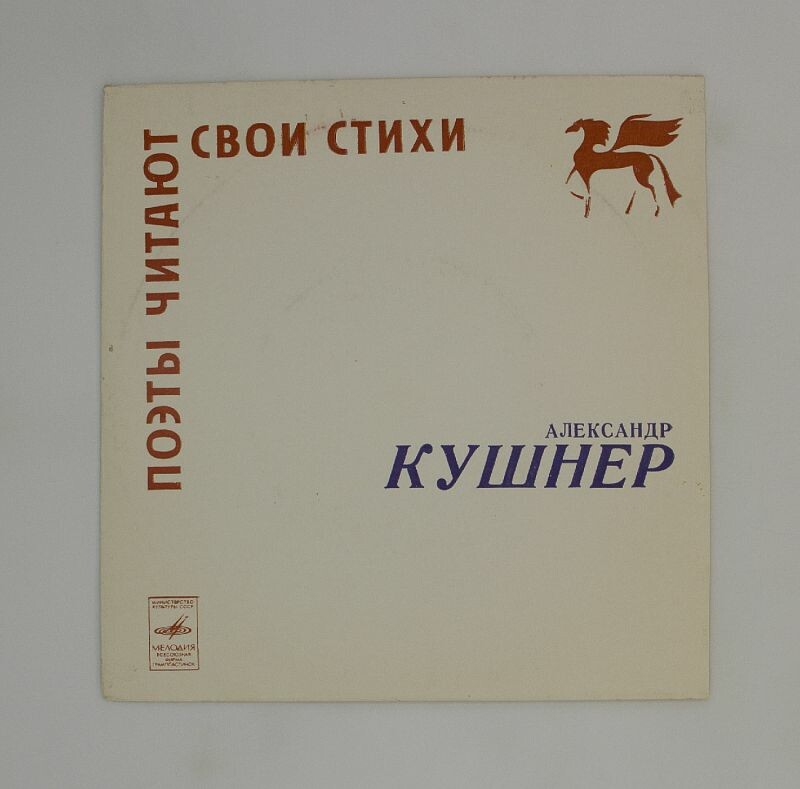 ПОЭТЫ ЧИТАЮТ
СВОИ СТИХИ
АЛЕКСАНДР
КУШНЕР
МИНИСТЕРСТВО
КУЛЬТУРЫ СССР
МЕЛОДИЯ
ВСЕСОЮЗНАЯ
ФИРМА
ГРАМПЛАСТИНОК